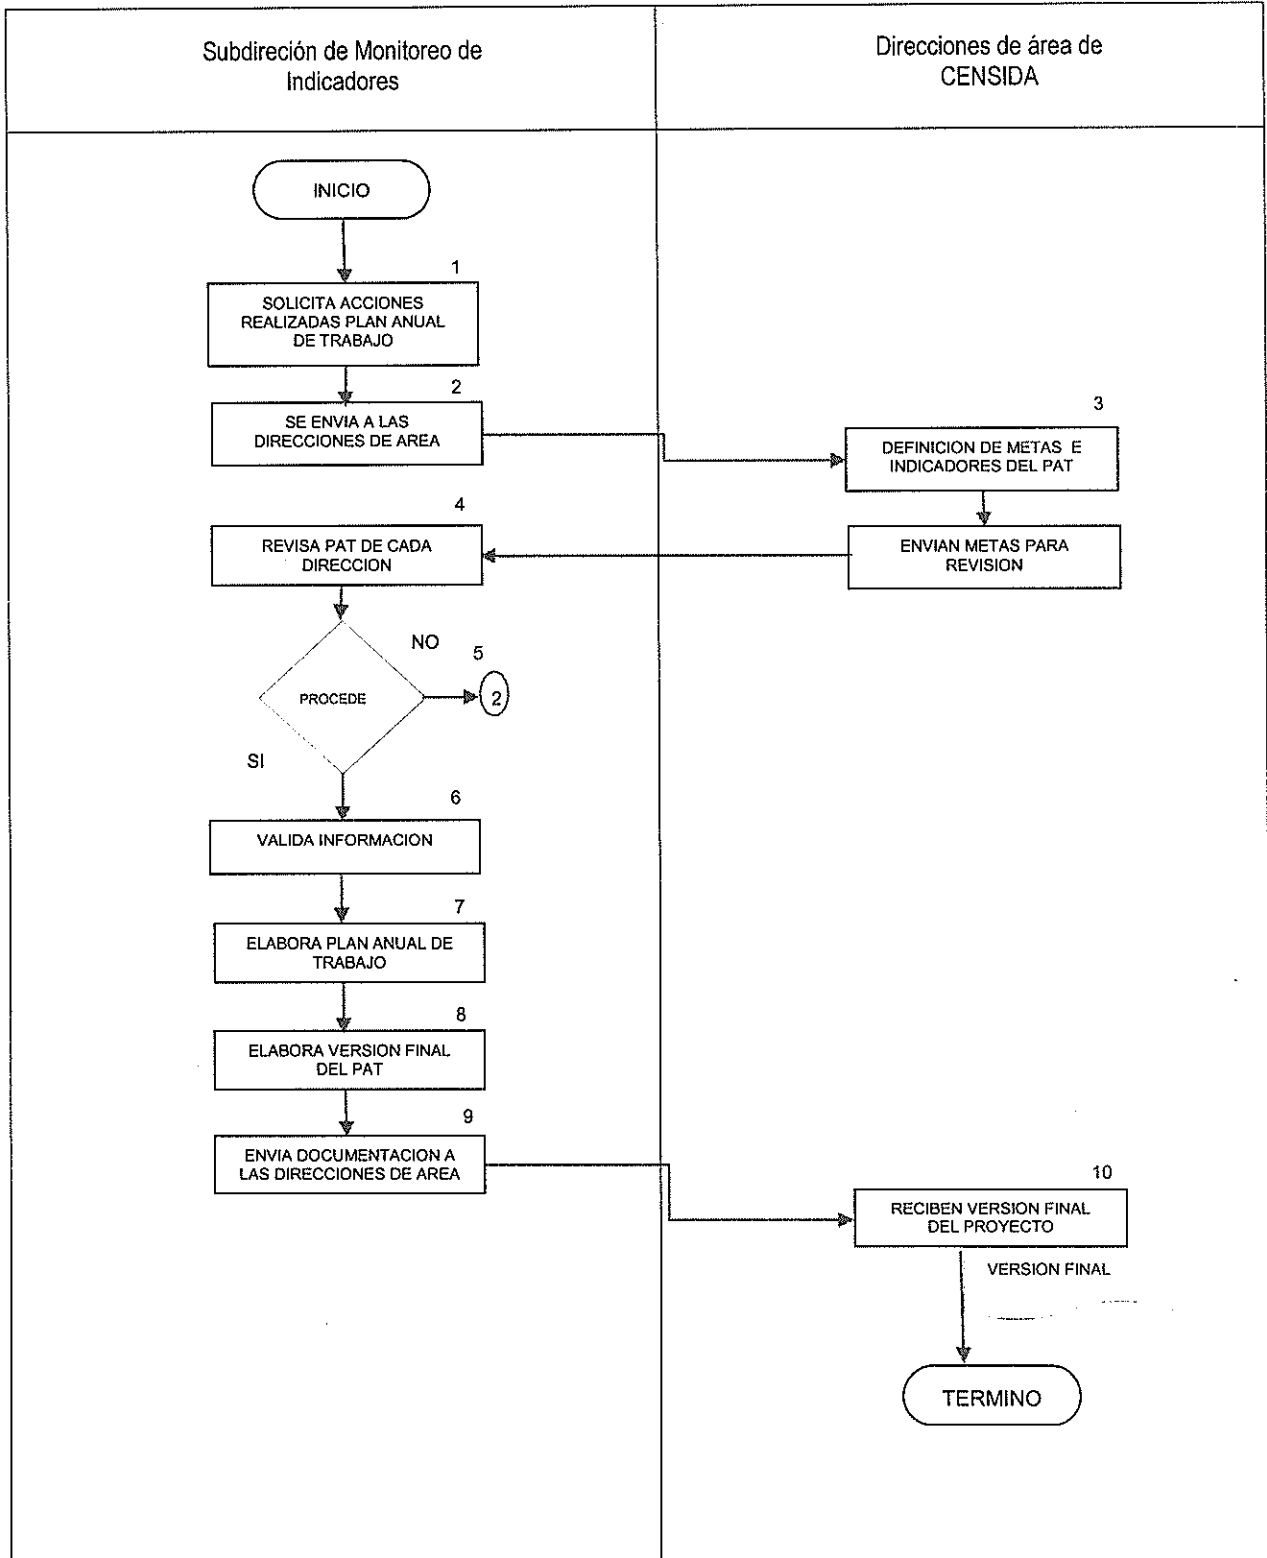 Subdireción de Monitoreo de
Indicadores
Direcciones de área de
CENSIDA
INICIO
1
SOLICITA ACCIONES
REALIZADAS PLAN ANUAL
DE TRABAJO
2
SE ENVIA A LAS
DIRECCIONES DE AREA
3
DEFINICION DE METAS E
INDICADORES DEL PAT
ENVIAN METAS PARA
REVISION
4
REVISA PAT DE CADA
DIRECCION
PROCEDE
NO
5
2
SI
6
VALIDA INFORMACION
7
ELABORA PLAN ANUAL DE
TRABAJO
8
ELABORA VERSION FINAL
DEL PAT
9
ENVIA DOCUMENTACION A
LAS DIRECCIONES DE AREA
10
RECIBEN VERSION FINAL
DEL PROYECTO
VERSION FINAL
TERMINO